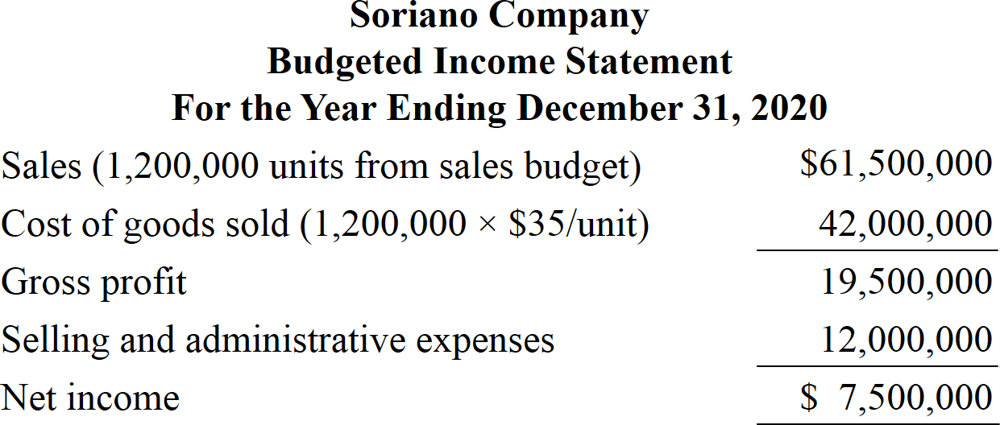 Soriano Company
Budgeted Income Statement
For the Year Ending December 31, 2020
Sales (1,200,000 units from sales budget) $61,500,000
Cost of goods sold (1,200,000 × $35/unit) 42,000,000
Gross profit 19,500,000
Selling and administrative expenses 12,000,000
Net income $ 7,500,000